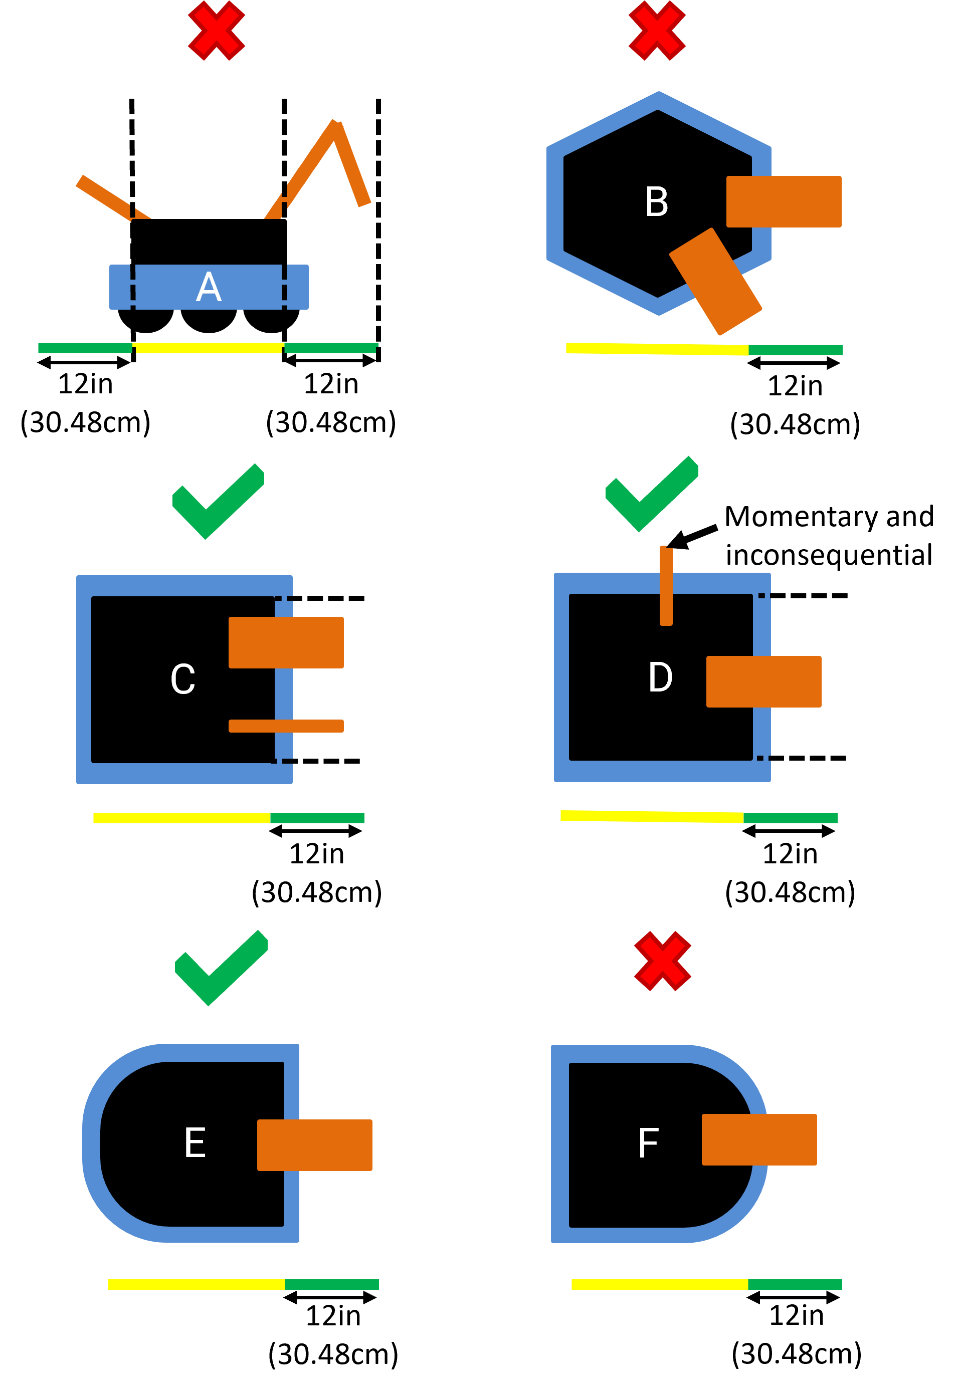 A
B
12in
(30.48cm)
12in
(30.48cm)
12in
(30.48cm)
Momentary and
inconsequential
C
D
12in
(30.48cm)
12in
(30.48cm)
E
F
12in
(30.48cm)
12in
(30.48cm)